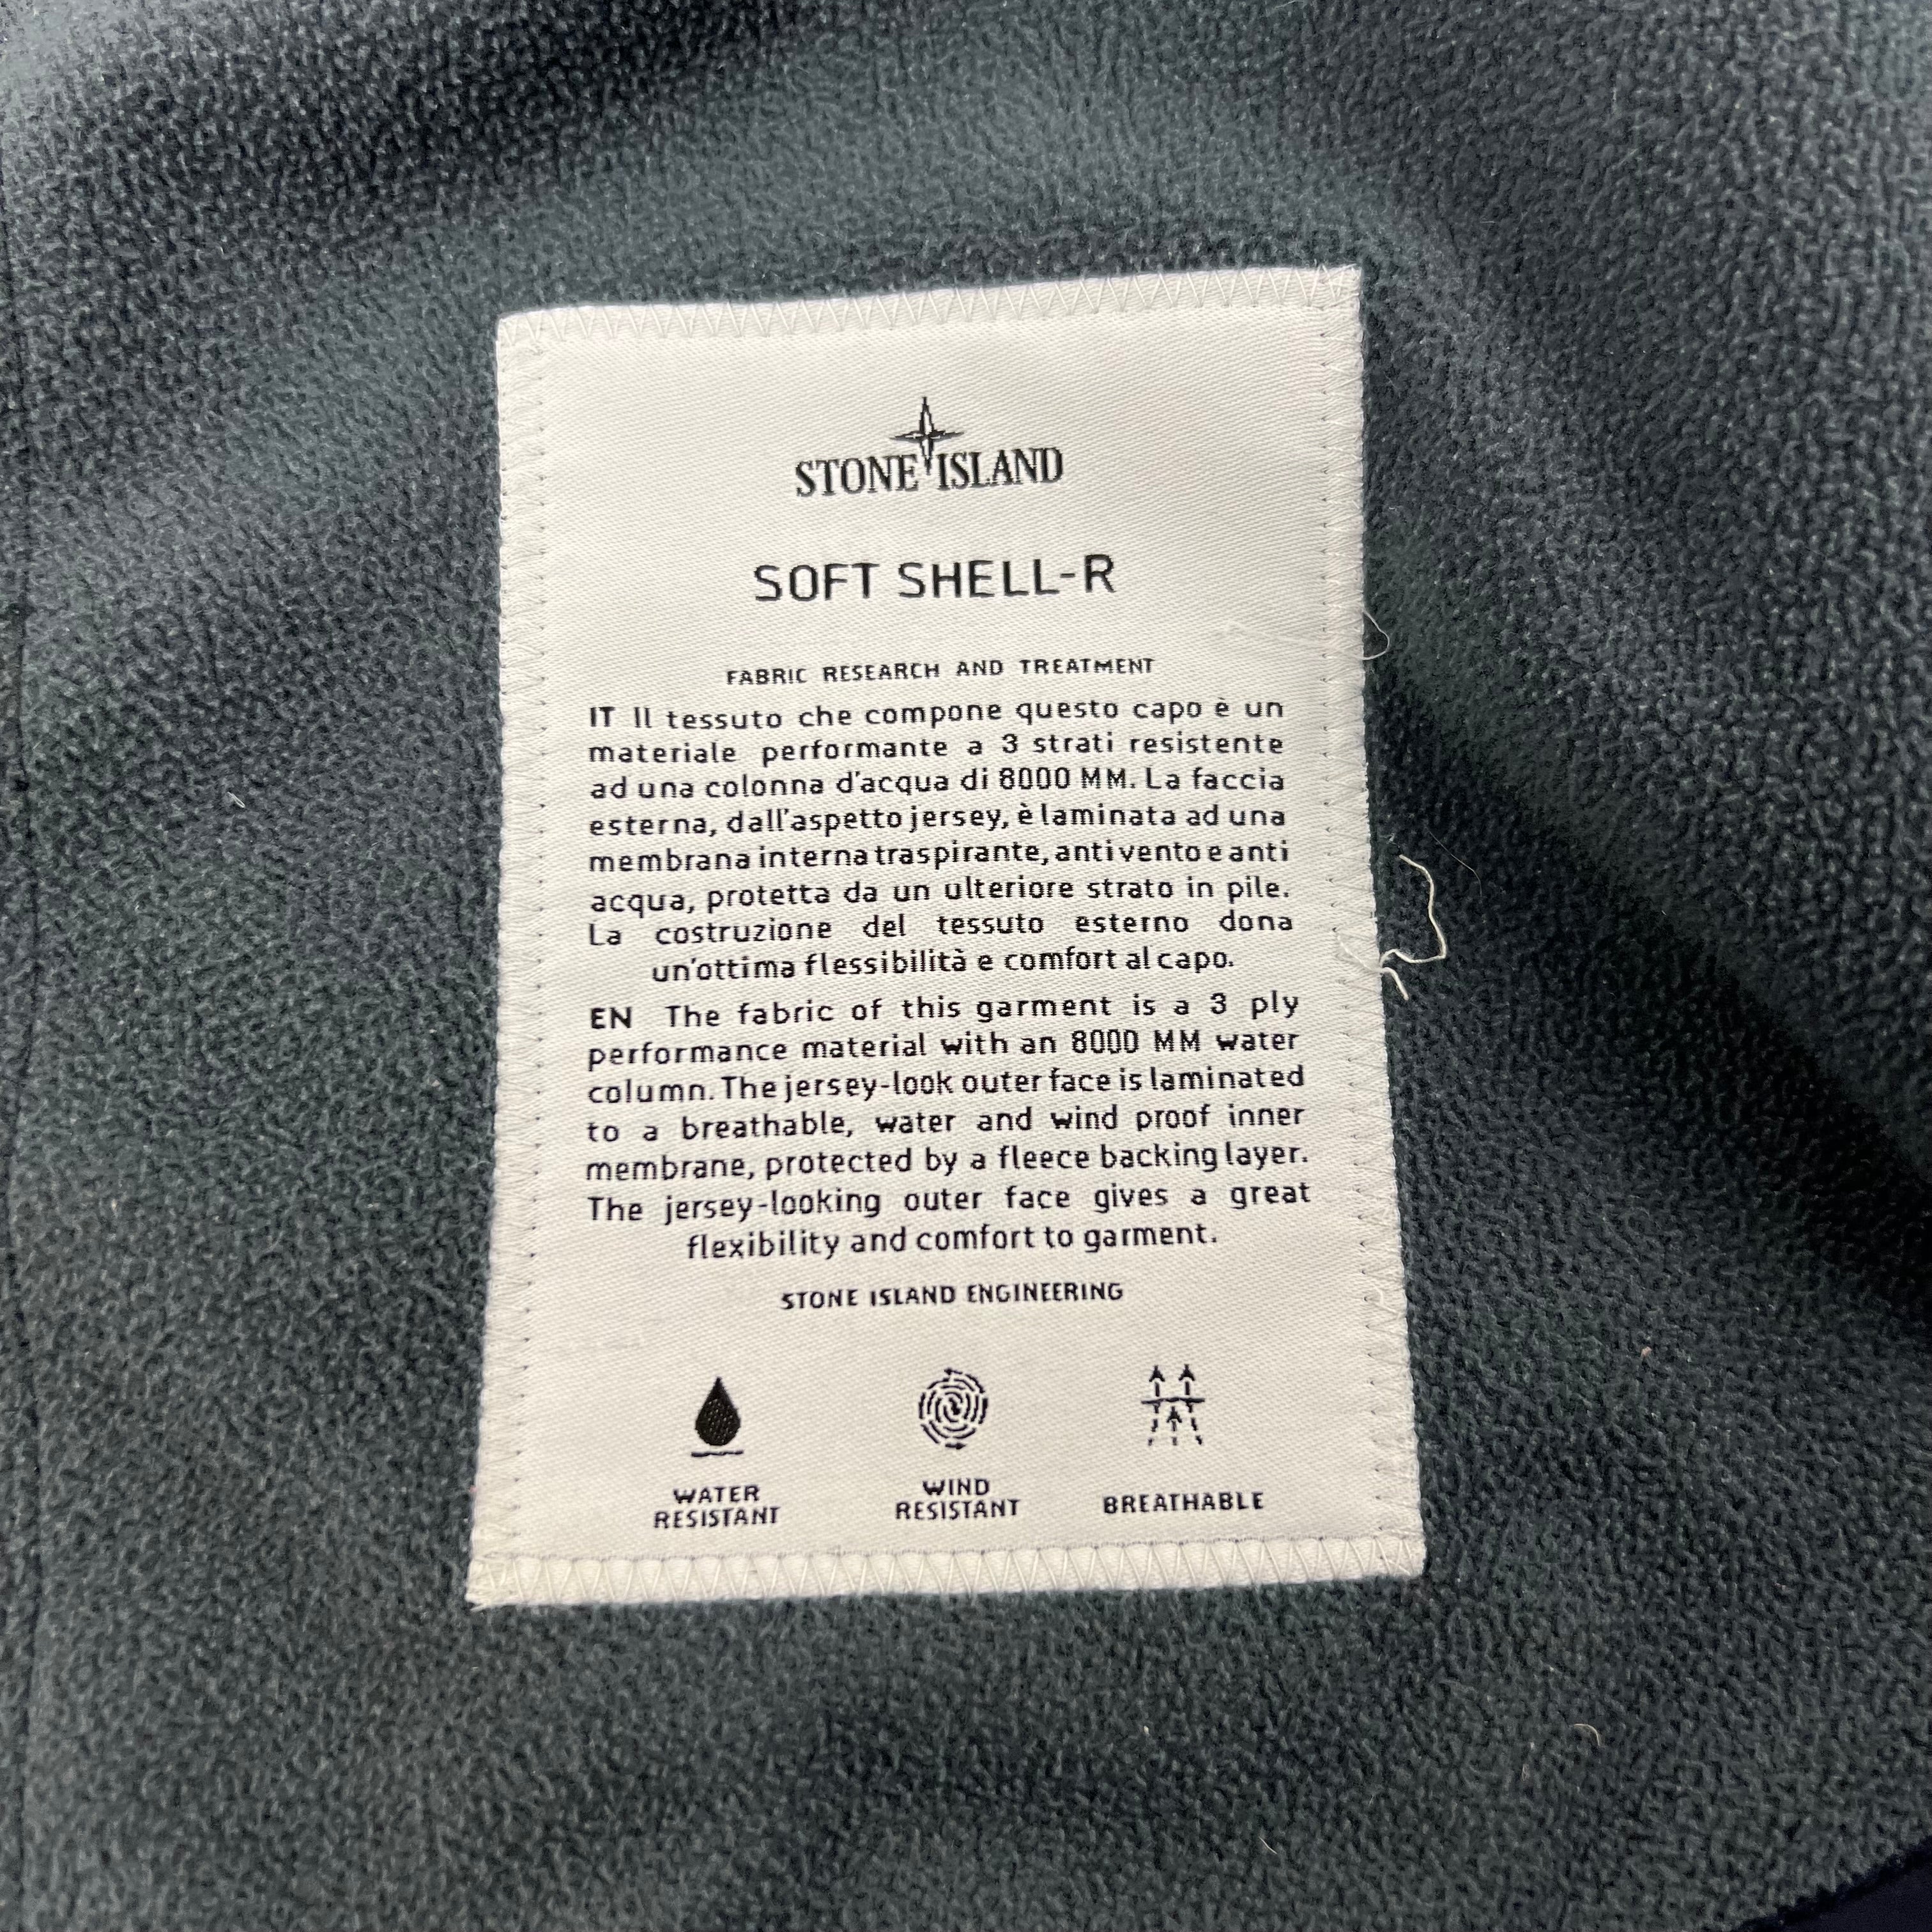 STONE ISLAND
SOFT SHELL-R
FABRIC RESEARCH AND TREATMENT
IT Il tessuto che compone questo capo è un
materiale performante a 3 strati resistente
ad una colonna d'acqua di 8000 MM. La faccia
esterna, dall'aspetto jersey, è laminata ad una
membrana interna traspirante, anti vento e anti
acqua, protetta da un ulteriore strato in pile.
La costruzione del tessuto esterno dona
un'ottima flessibilità e comfort al capo.
EN The fabric of this garment is a 3 ply
performance material with an 8000 MM water
column. The jersey-look outer face is laminated
to a breathable, water and wind proof inner
membrane, protected by a fleece backing layer.
The jersey-looking outer face gives a great
flexibility and comfort to garment.
STONE ISLAND ENGINEERING
WATER
RESISTANT
WIND
RESISTANT
BREATHABLE